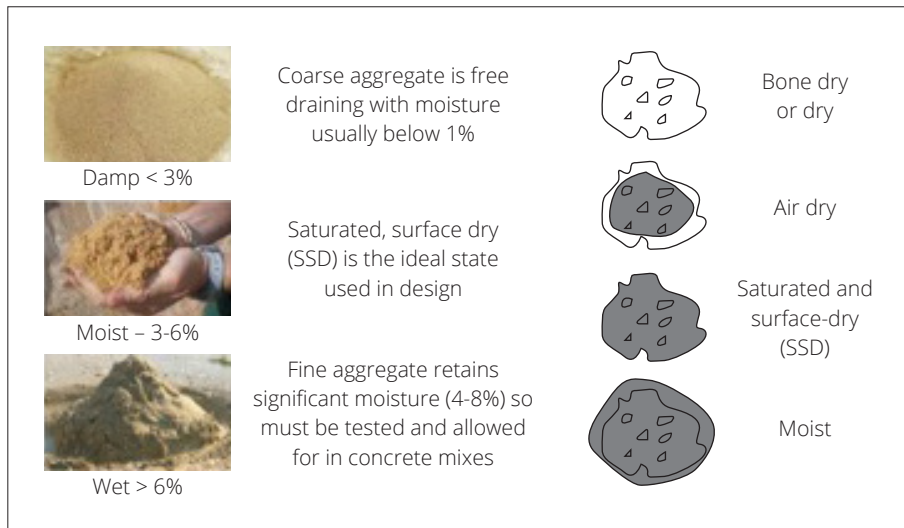 Damp < 3%
Moist – 3-6%
Wet > 6%
Coarse aggregate is free
draining with moisture
usually below 1%
Saturated, surface dry
(SSD) is the ideal state
used in design
Fine aggregate retains
significant moisture (4-8%) so
must be tested and allowed
for in concrete mixes
Bone dry
or dry
Air dry
Saturated and
surface-dry
(SSD)
Moist